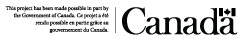 This project has been made possible in part by
the Government of Canada. Ce projet a été
rendu possible en partie grâce au
gouvernement du Canada.
Canada